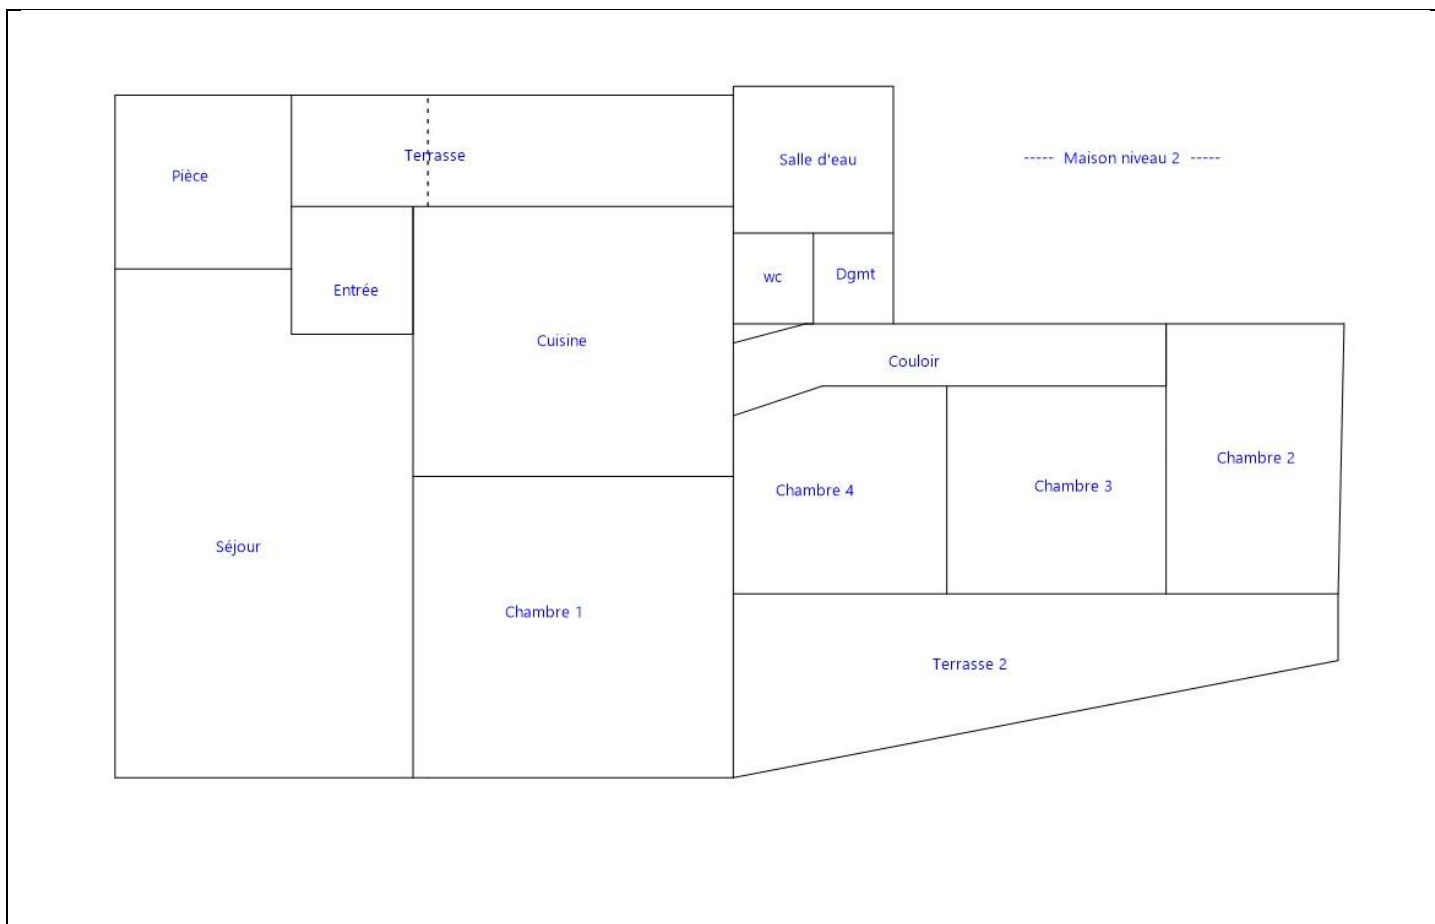 Terrasse
Salle d'eau
----- Maison niveau 2 -----
Pièce
wc
Dgmt
Entrée
Cuisine
Couloir
Chambre 2
Chambre 4
Chambre 3
Séjour
Chambre 1
Terrasse 2